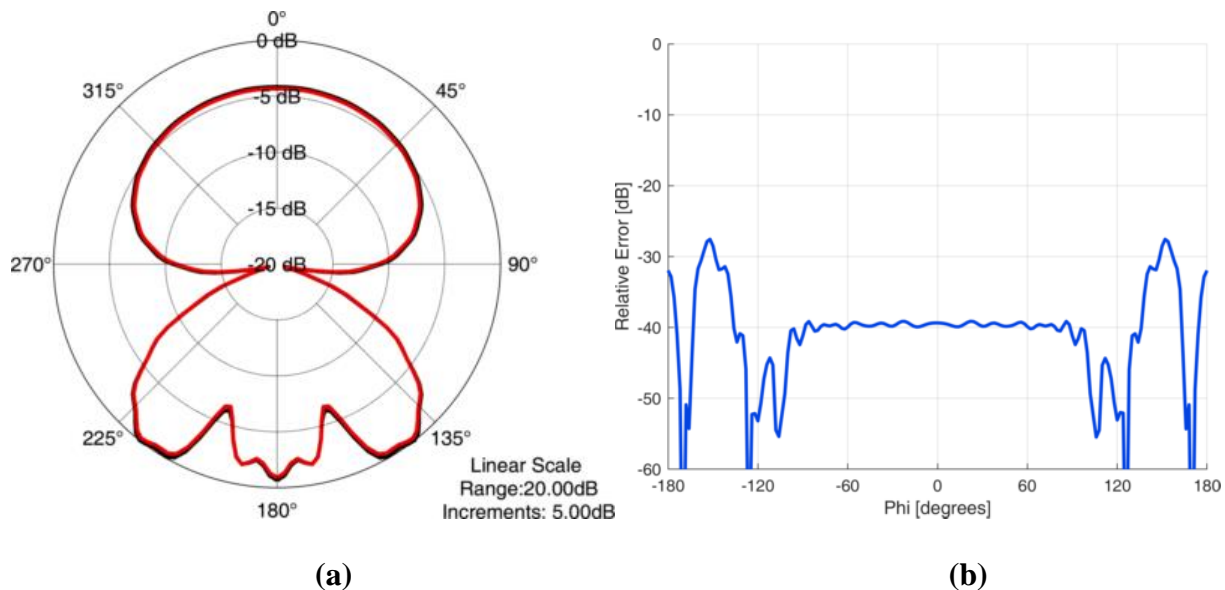 0°
0 dB
315°
45°
-5 dB
-10 dB
-15 dB
270°
-20 dB
90°
225°
135°
180°
Linear Scale
Range:20.00dB
Increments: 5.00dB
Relative Error [dB]
0
-10
-20
-30
-40
-50
-60
-180
-120
-60
0
60
120
180
Phi [degrees]
(a)
(b)